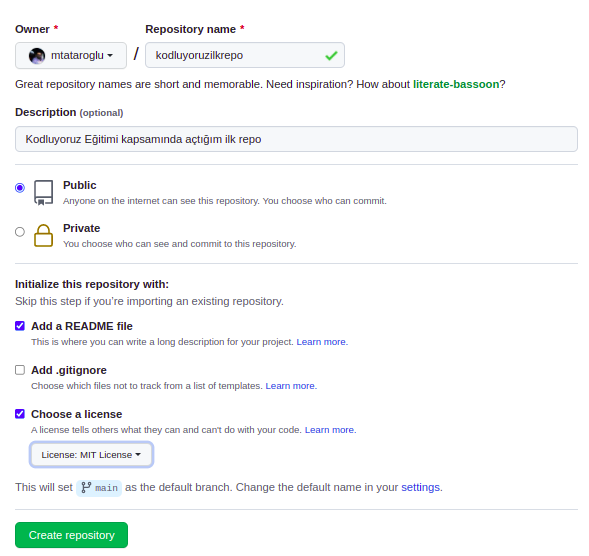 Owner * Repository name *
mtataroglu / kodluyoruzilkrepo
Great repository names are short and memorable. Need inspiration? How about literate-bassoon?
Description (optional)
Kodluyoruz Eğitimi kapsamında açtığım ilk repo
Public
Anyone on the internet can see this repository. You choose who can commit.
Private
You choose who can see and commit to this repository.
Initialize this repository with:
Skip this step if you're importing an existing repository.
Add a README file
This is where you can write a long description for your project. Learn more.
Add .gitignore
Choose which files not to track from a list of templates. Learn more.
Choose a license
A license tells others what they can and can't do with your code. Learn more.
License: MIT License
This will set main as the default branch. Change the default name in your settings.
Create repository